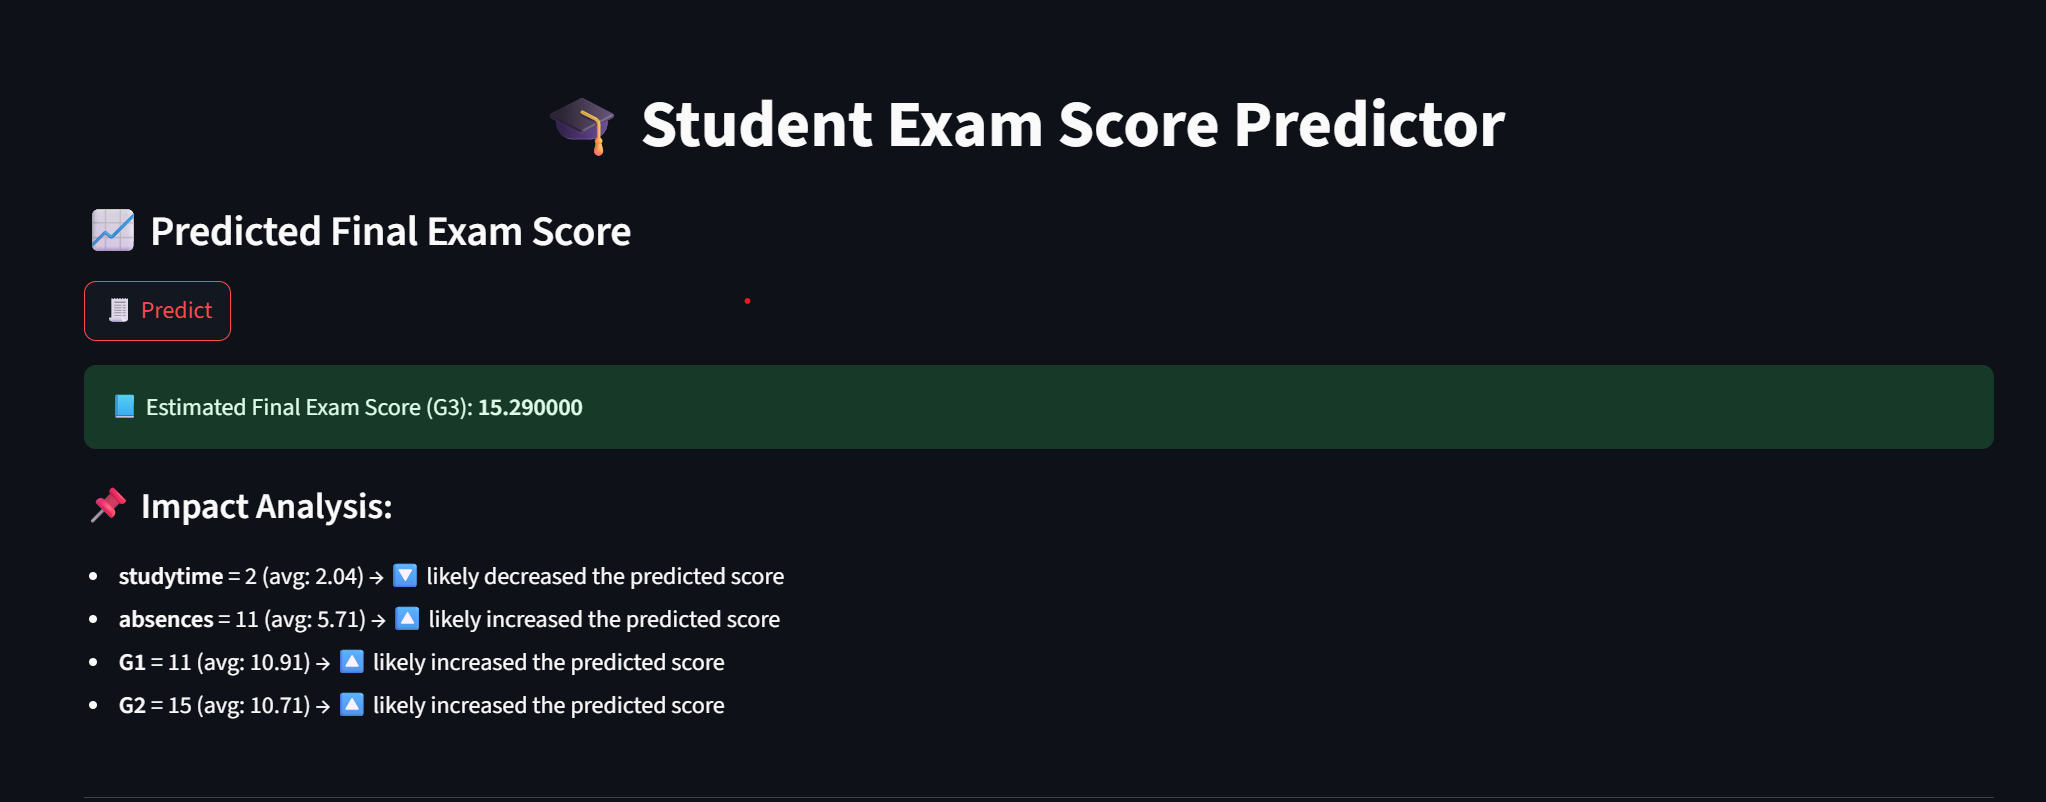 🎓 Student Exam Score Predictor
📈 Predicted Final Exam Score
🧾 Predict
📘 Estimated Final Exam Score (G3): 15.290000
📌 Impact Analysis:
• studytime = 2 (avg: 2.04) → 🔽 likely decreased the predicted score
• absences = 11 (avg: 5.71) → 🔼 likely increased the predicted score
• G1 = 11 (avg: 10.91) → 🔼 likely increased the predicted score
• G2 = 15 (avg: 10.71) → 🔼 likely increased the predicted score